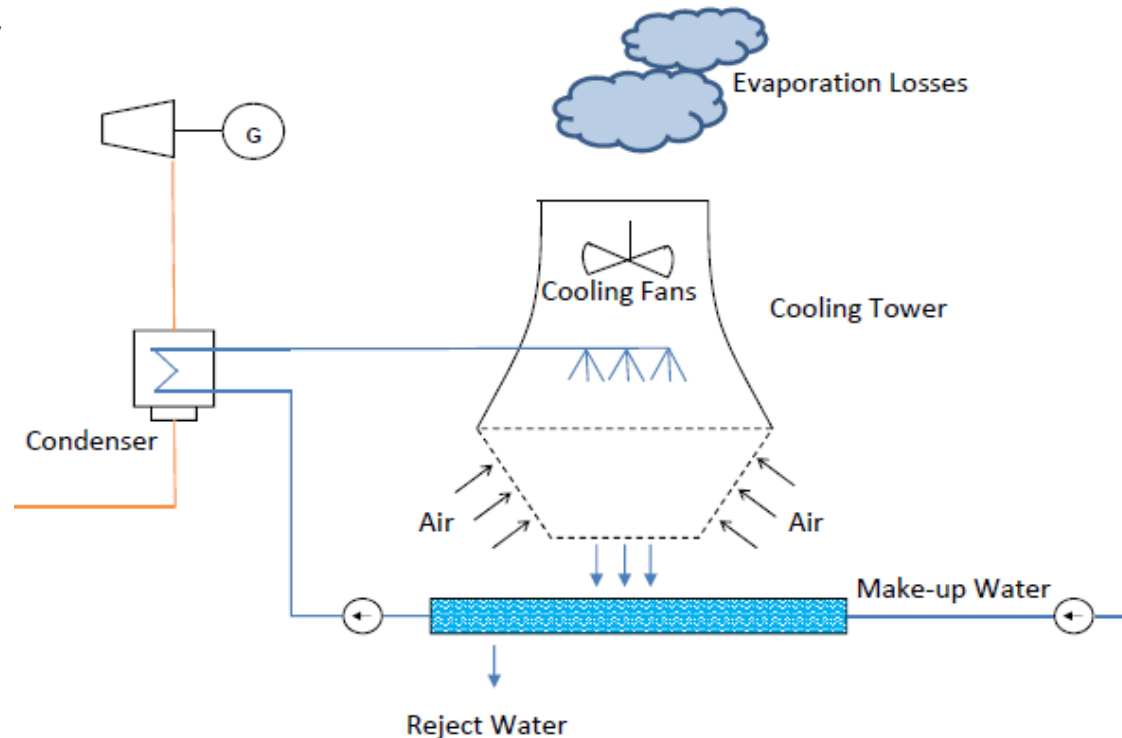 Evaporation Losses
G
Cooling Fans
Cooling Tower
Condenser
Air
Air
Make-up Water
Reject Water